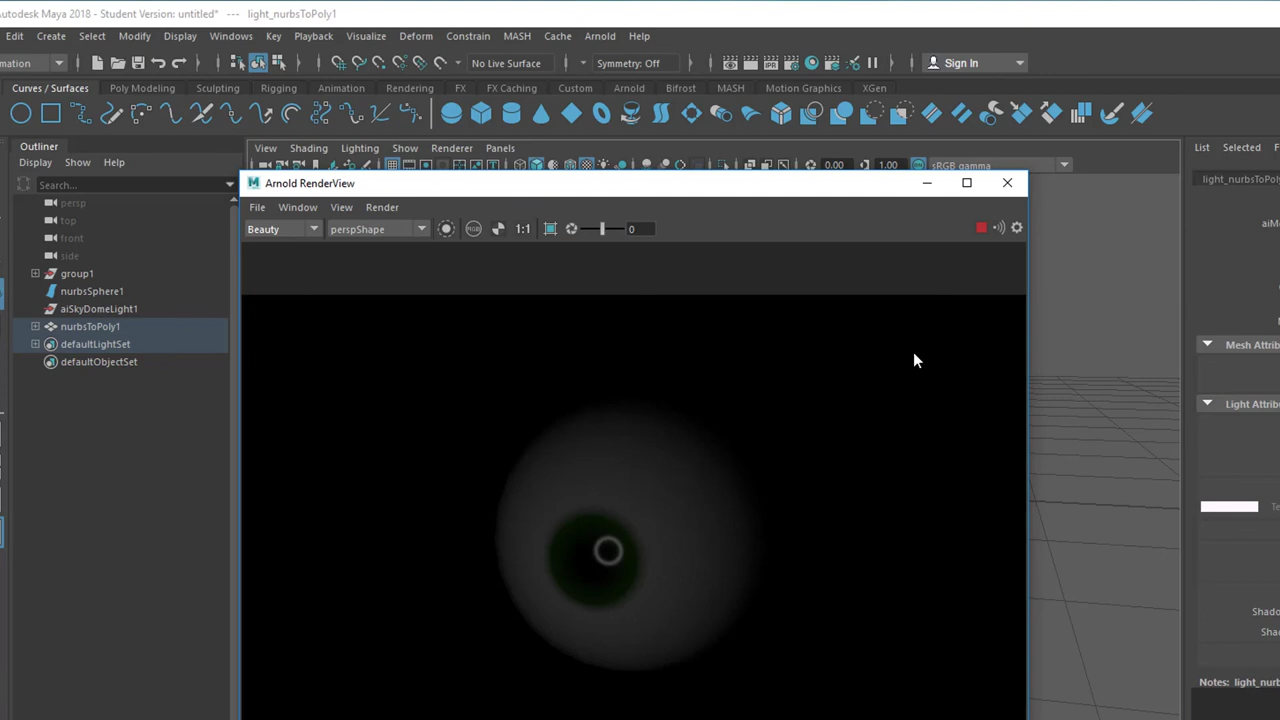 Autodesk Maya 2018 - Student Version: untitled* --- light_nurbsToPoly1
Edit Create Select Modify Display Windows Key Playback Visualize Deform Constrain MASH Cache Arnold Help
No Live Surface Symmetry: Off Sign In
Curves / Surfaces Poly Modeling Sculpting Rigging Animation Rendering FX FX Caching Custom Arnold Bifrost MASH Motion Graphics XGen
IPR
Outliner
Display Show Help
Search...
persp
top
front
side
group1
nurbsSphere1
aiSkyDomeLight1
nurbsToPoly1
defaultLightSet
defaultObjectSet
View Shading Lighting Show Renderer Panels
0.00 1.00 sRGB gamma
Arnold RenderView
File Window View Render
Beauty perspShape RGB 1:1 0
List Selected
light_nurbsToPoly
Mesh Attrib
Light Attrib
Notes: light_nurb